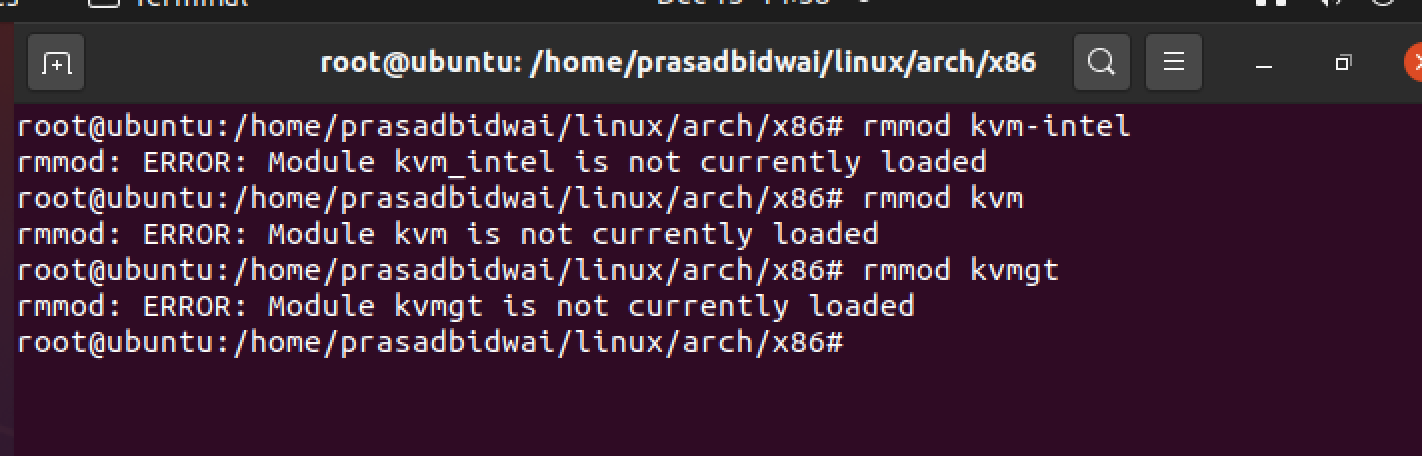 root@ubuntu: /home/prasadbidwai/linux/arch/x86
root@ubuntu:/home/prasadbidwai/linux/arch/x86# rmmod kvm-intel
rmmod: ERROR: Module kvm_intel is not currently loaded
root@ubuntu:/home/prasadbidwai/linux/arch/x86# rmmod kvm
rmmod: ERROR: Module kvm is not currently loaded
root@ubuntu:/home/prasadbidwai/linux/arch/x86# rmmod kvmgt
rmmod: ERROR: Module kvmgt is not currently loaded
root@ubuntu:/home/prasadbidwai/linux/arch/x86#